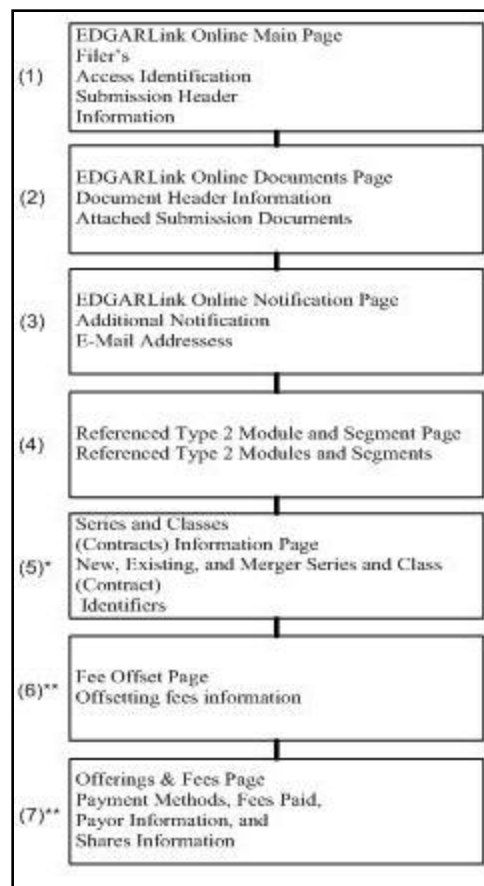 (1)
EDGARLink Online Main Page
Filer's
Access Identification
Submission Header
Information
(2)
EDGARLink Online Documents Page
Document Header Information
Attached Submission Documents
(3)
EDGARLink Online Notification Page
Additional Notification
E-Mail Addressess
(4)
Referenced Type 2 Module and Segment Page
Referenced Type 2 Modules and Segments
(5)*
Series and Classes
(Contracts) Information Page
New, Existing, and Merger Series and Class
(Contract)
Identifiers
(6)**
Fee Offset Page
Offsetting fees information
(7)**
Offerings & Fees Page
Payment Methods, Fees Paid,
Payor Information, and
Shares Information